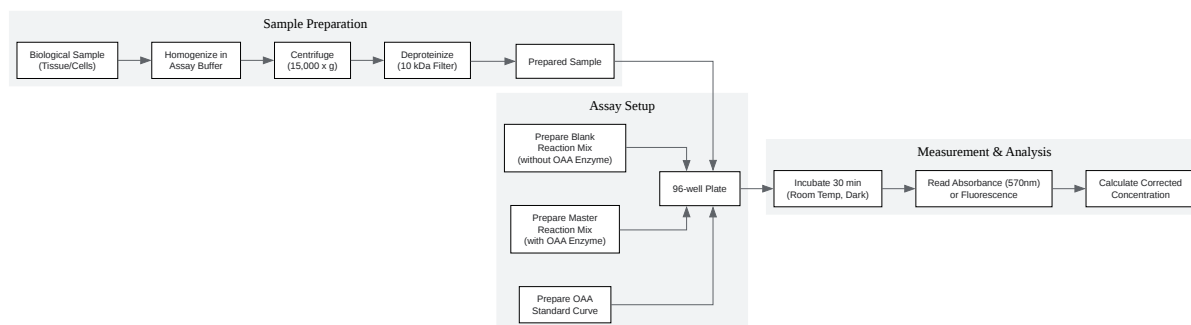 Sample Preparation
Biological Sample
(Tissue/Cells)
Homogenize in
Assay Buffer
Centrifuge
(15,000 x g)
Deproteinize
(10 kDa Filter)
Prepared Sample
Assay Setup
Prepare Blank
Reaction Mix
(without OAA Enzyme)
Prepare Master
Reaction Mix
(with OAA Enzyme)
Prepare OAA
Standard Curve
96-well Plate
Measurement & Analysis
Incubate 30 min
(Room Temp, Dark)
Read Absorbance (570nm)
or Fluorescence
Calculate Corrected
Concentration